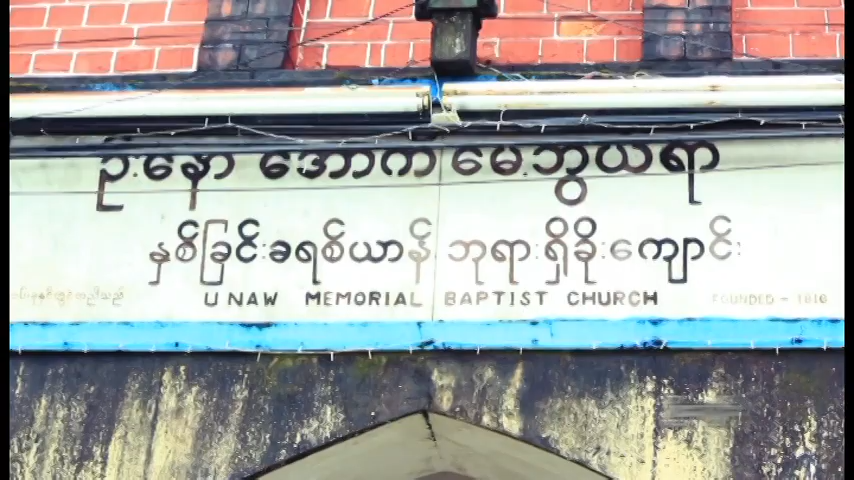 ဦးနော အောက်မေ့ဘွယ်ရာ
နှစ်ခြင်းခရစ်ယာန် ဘုရားရှိခိုးကျောင်း
U NAW MEMORIAL BAPTIST CHURCH FOUNDED - 1816